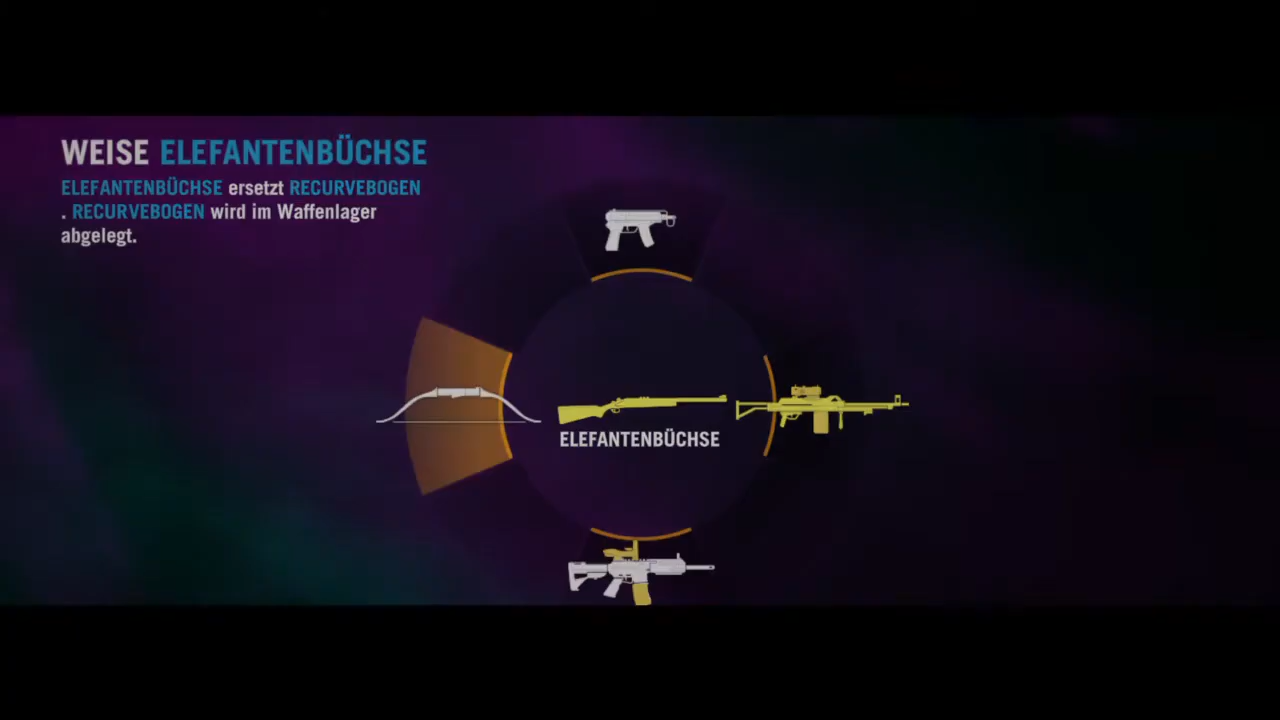 WEISE ELEFANTENBÜCHSE
ELEFANTENBÜCHSE ersetzt RECURVEBOGEN
. RECURVEBOGEN wird im Waffenlager
abgelegt.
ELEFANTENBÜCHSE